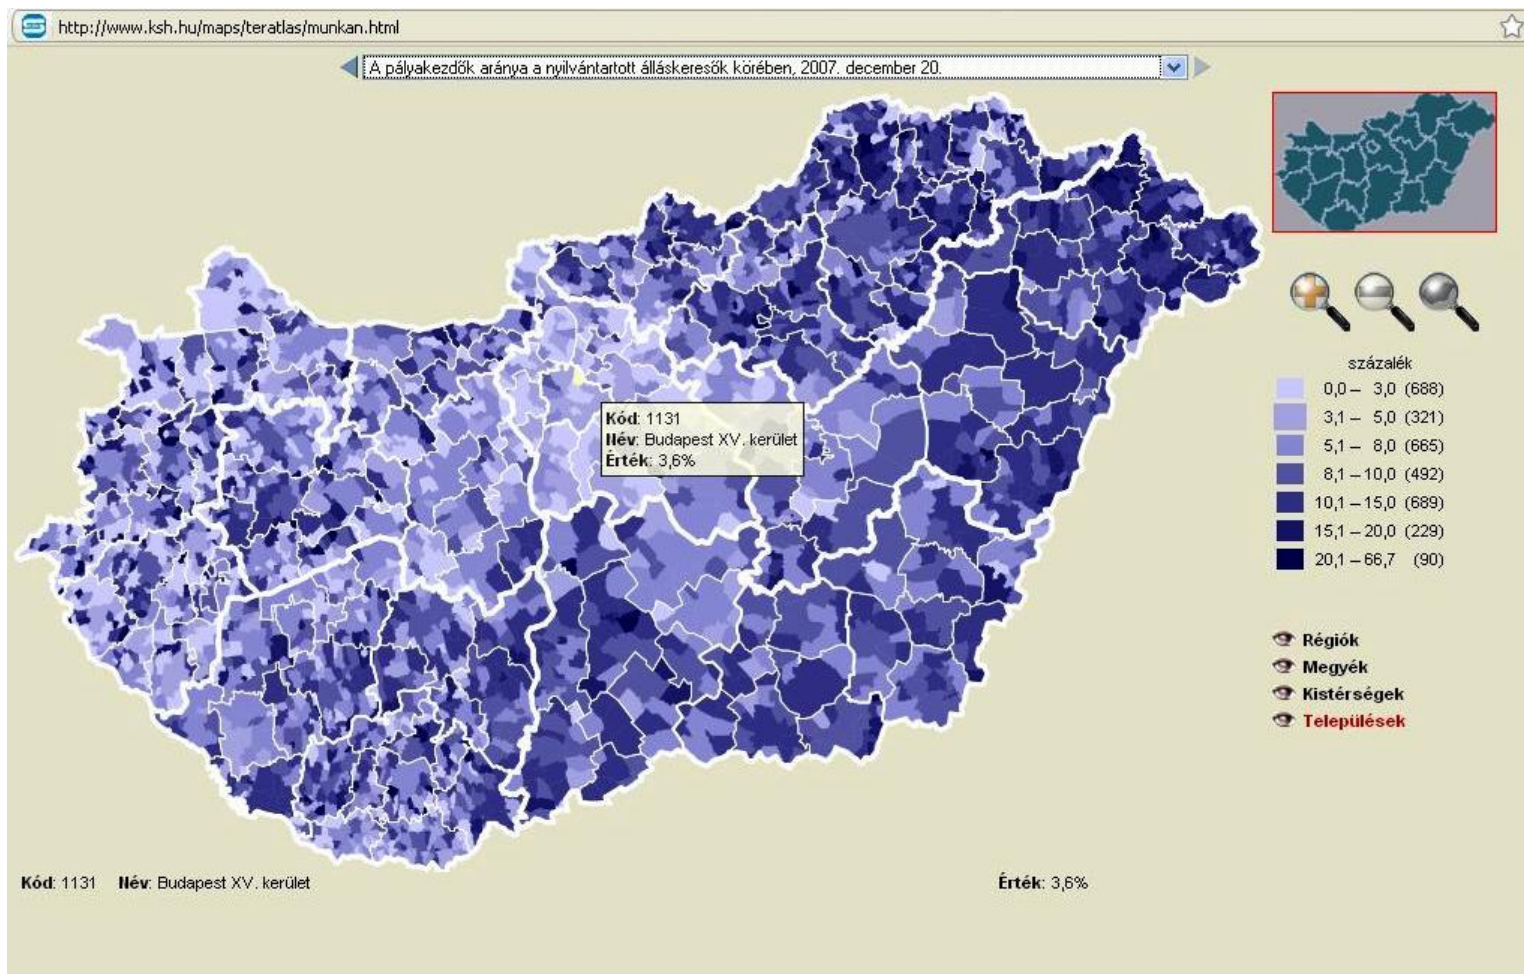 http://www.ksh.hu/maps/teratlas/munkan.html
A pályakezdők aránya a nyilvántartott álláskeresők körében, 2007. december 20.
Kód: 1131
Név: Budapest XV. kerület
Érték: 3,6%
százalék
0,0 – 3,0 (688)
3,1 – 5,0 (321)
5,1 – 8,0 (665)
8,1 – 10,0 (492)
10,1 – 15,0 (689)
15,1 – 20,0 (229)
20,1 – 66,7 (90)
Régiók
Megyék
Kistérségek
Települések
Kód: 1131 Név: Budapest XV. kerület Érték: 3,6%